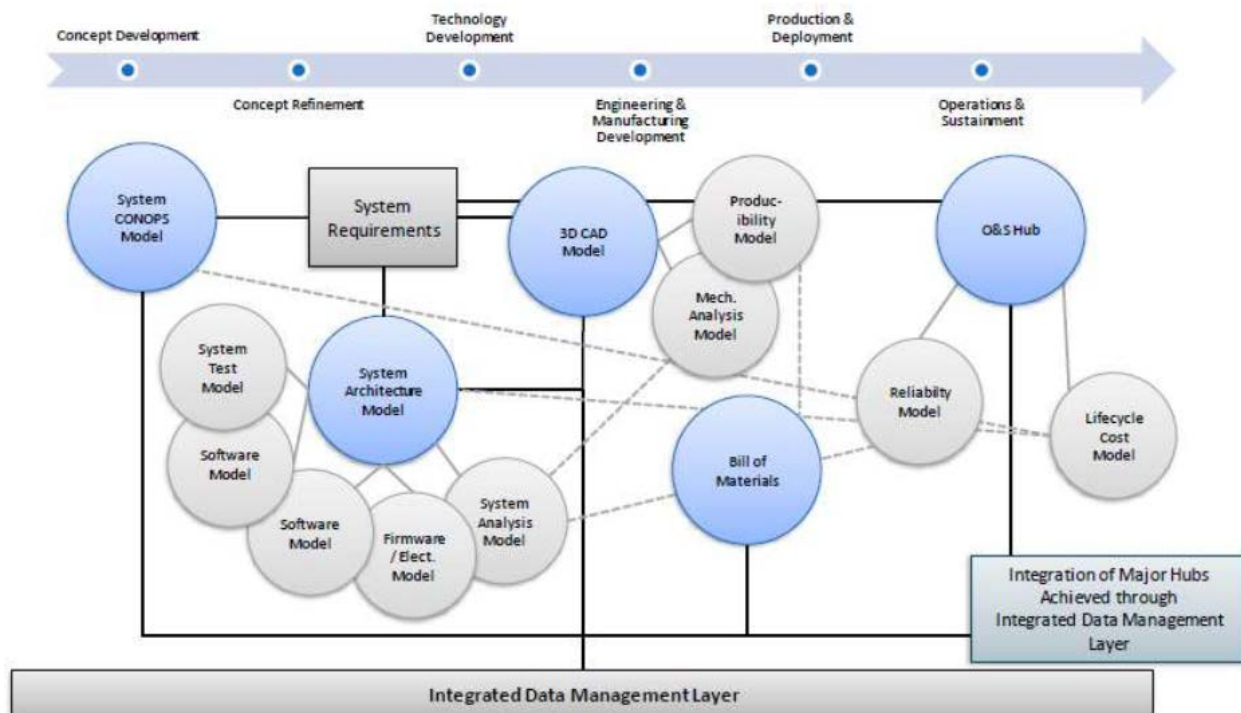 Concept Development
Technology
Development
Production &
Deployment
Concept Refinement
Engineering &
Manufacturing
Development
Operations &
Sustainment
System
CONOPS
Model
System
Requirements
3D CAD
Model
Produc-
ibility
Model
O&S Hub
Mech.
Analysis
Model
System
Test
Model
System
Architecture
Model
Reliabilty
Model
Lifecycle
Cost
Model
Software
Model
Bill of
Materials
Software
Model
Firmware
/ Elect.
Model
System
Analysis
Model
Integration of Major Hubs
Achieved through
Integrated Data Management
Layer
Integrated Data Management Layer